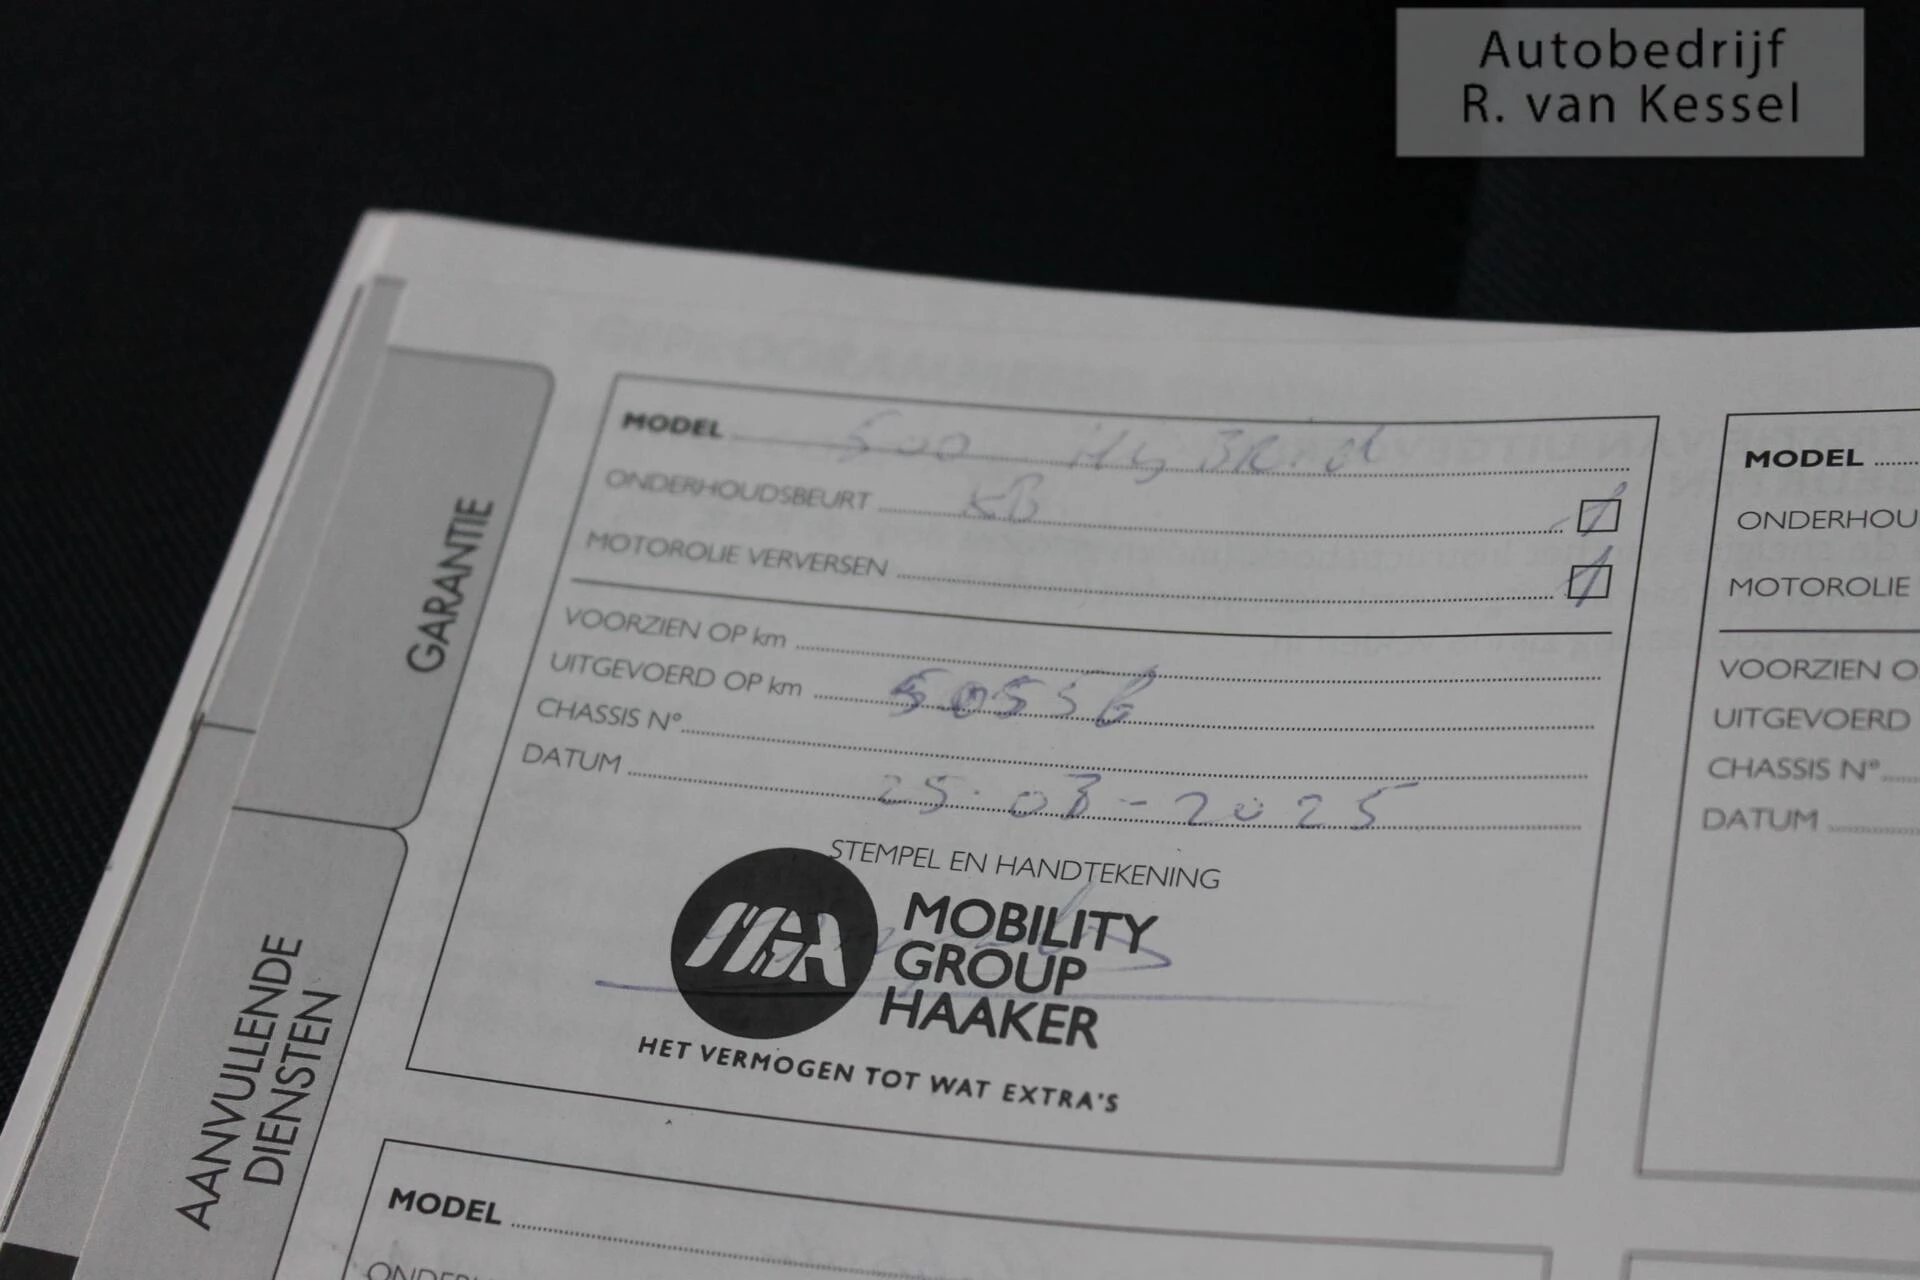 Autobedrijf
R. van Kessel
GARANTIE
AANVULLENDE
DIENSTEN
MODEL 500 HyBRid
ONDERHOUDSBEURT KB
MOTOROLIE VERVERSEN
VOORZIEN OP km
UITGEVOERD OP km 50556
CHASSIS N°
DATUM 25-03-2025
STEMPEL EN HANDTEKENING
MGH
MOBILITY
GROUP
HAAKER
HET VERMOGEN TOT WAT EXTRA'S
MODEL
ONDERHOU
MOTOROLIE
VOORZIEN O
UITGEVOERD
CHASSIS N°
DATUM
MODEL